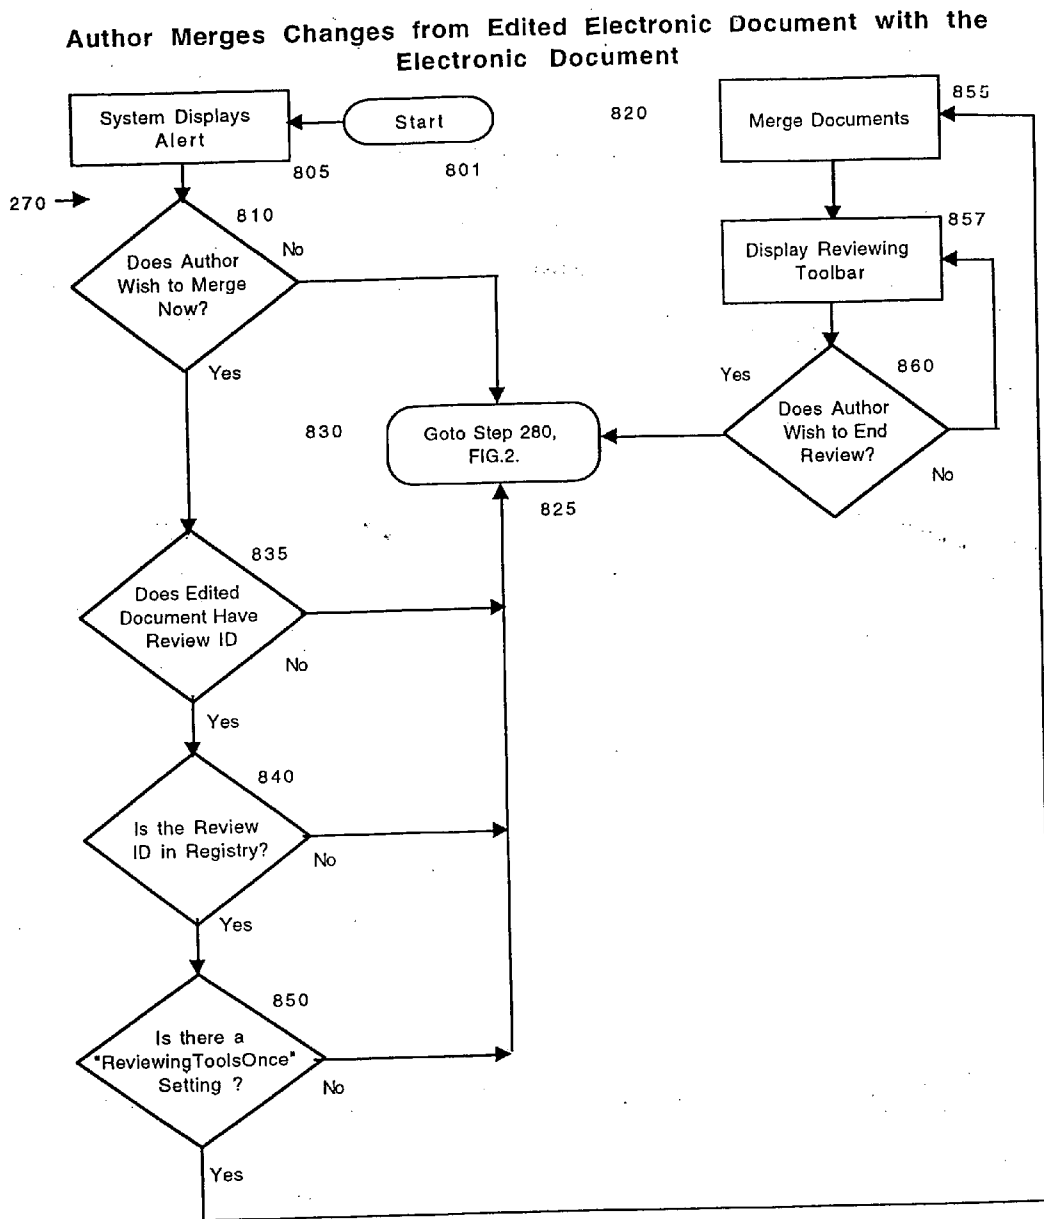 Author Merges Changes from Edited Electronic Document with the
Electronic Document
System Displays
Alert
Start
820
Merge Documents
855
805
801
270
810
No
Does Author
Wish to Merge
Now?
Yes
857
Display Reviewing
Toolbar
Yes
860
Does Author
Wish to End
Review?
No
830
Goto Step 280,
FIG.2.
825
835
Does Edited
Document Have
Review ID
No
Yes
840
Is the Review
ID in Registry?
No
Yes
850
Is there a
"ReviewingToolsOnce"
Setting ?
No
Yes